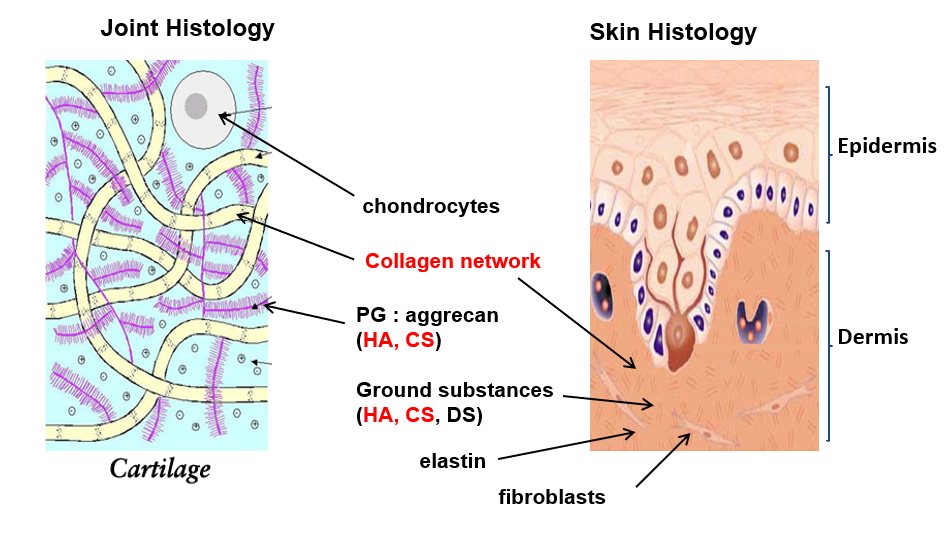 Joint Histology
Skin Histology
Epidermis
chondrocytes
Collagen network
PG : aggrecan
(HA, CS)
Dermis
Ground substances
(HA, CS, DS)
elastin
Cartilage
fibroblasts